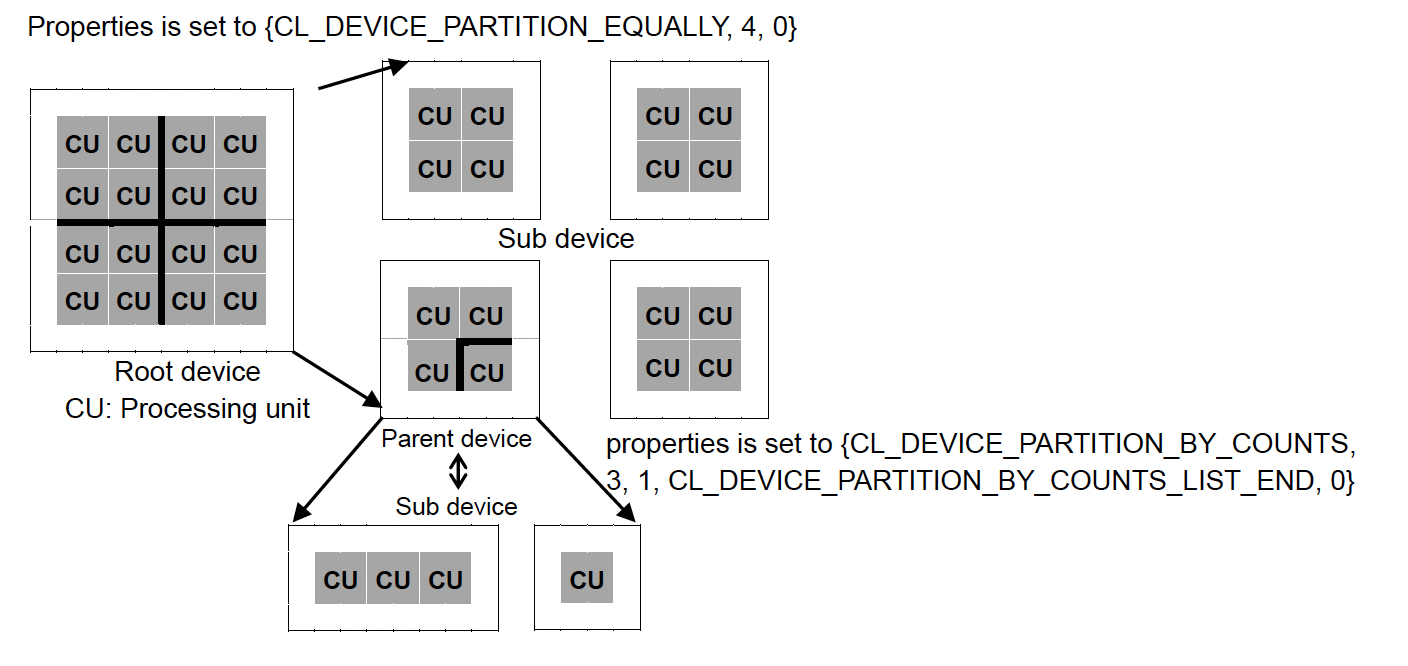 Properties is set to {CL_DEVICE_PARTITION_EQUALLY, 4, 0}
CU CU CU CU
CU CU CU CU
CU CU CU CU
CU CU CU CU
Root device
CU: Processing unit
CU CU
CU CU
CU CU
CU CU
Sub device
CU CU
CU CU
CU CU
CU CU
Parent device
Sub device
properties is set to {CL_DEVICE_PARTITION_BY_COUNTS,
3, 1, CL_DEVICE_PARTITION_BY_COUNTS_LIST_END, 0}
CU CU CU
CU